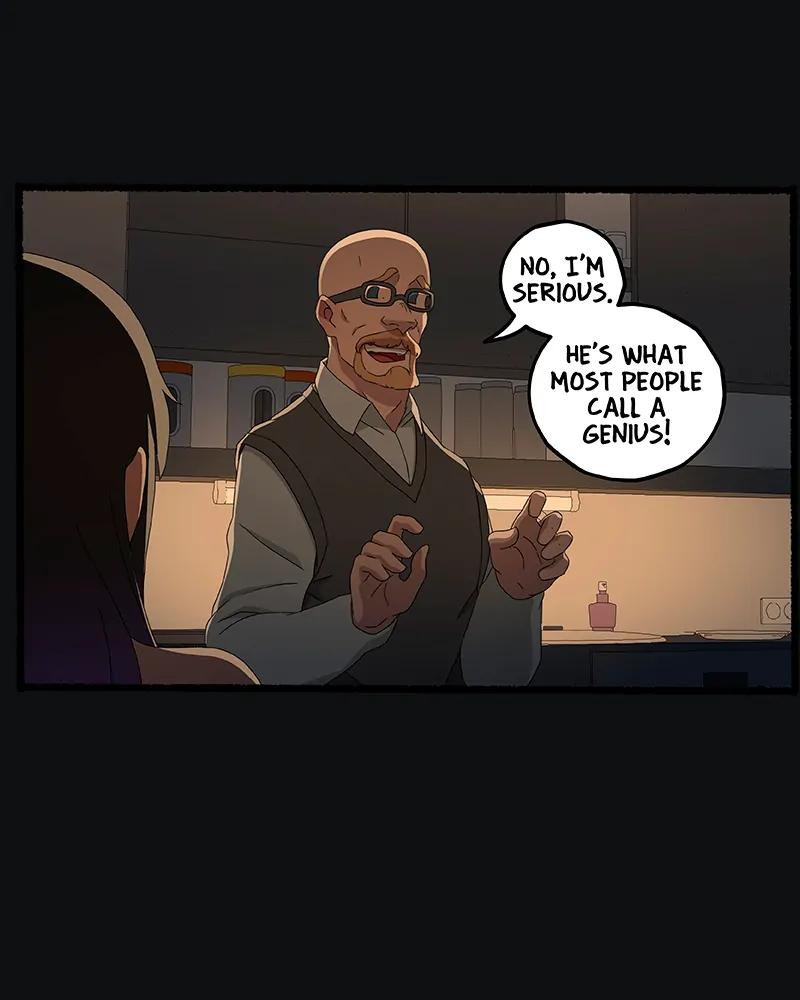 NO, I'M
SERIOUS.
HE'S WHAT
MOST PEOPLE
CALL A
GENIUS!